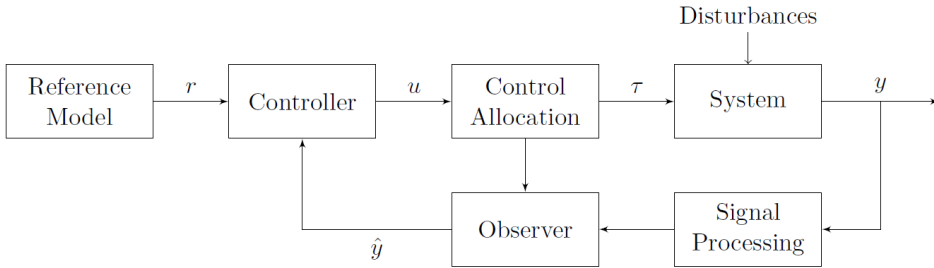 Disturbances
Reference
Model
r
Controller
u
Control
Allocation
τ
System
y
Observer
Signal
Processing
ŷ